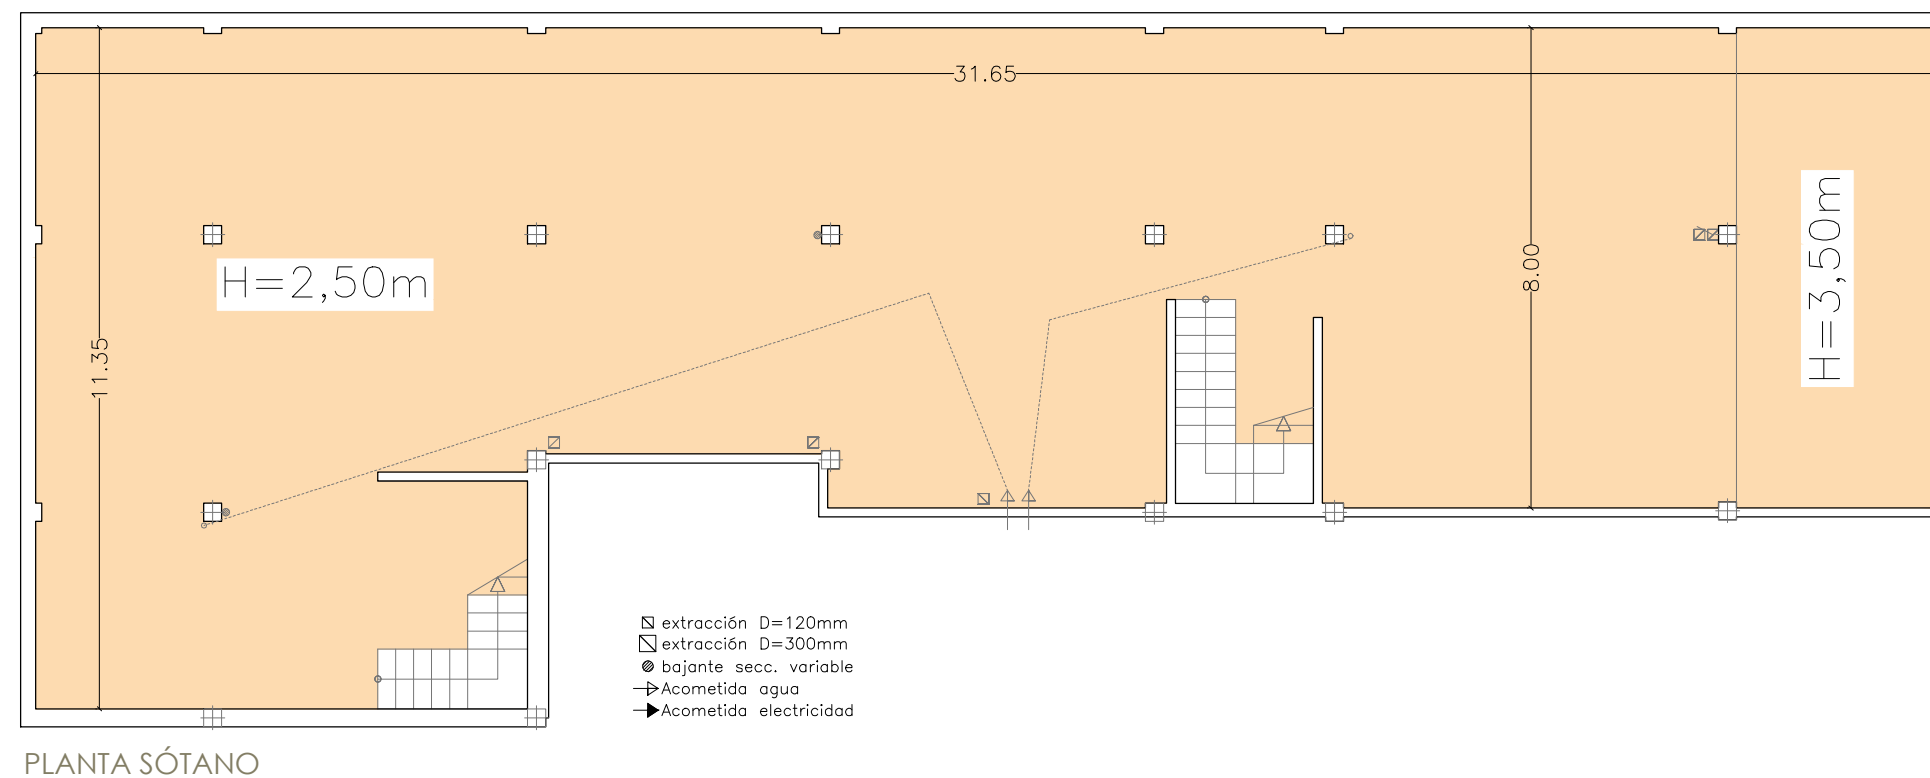 31.65
H=2,50m
8.00
H=3,50m
11.35
extracción D=120mm
extracción D=300mm
bajante secc. variable
Acometida agua
Acometida electricidad
PLANTA SÓTANO